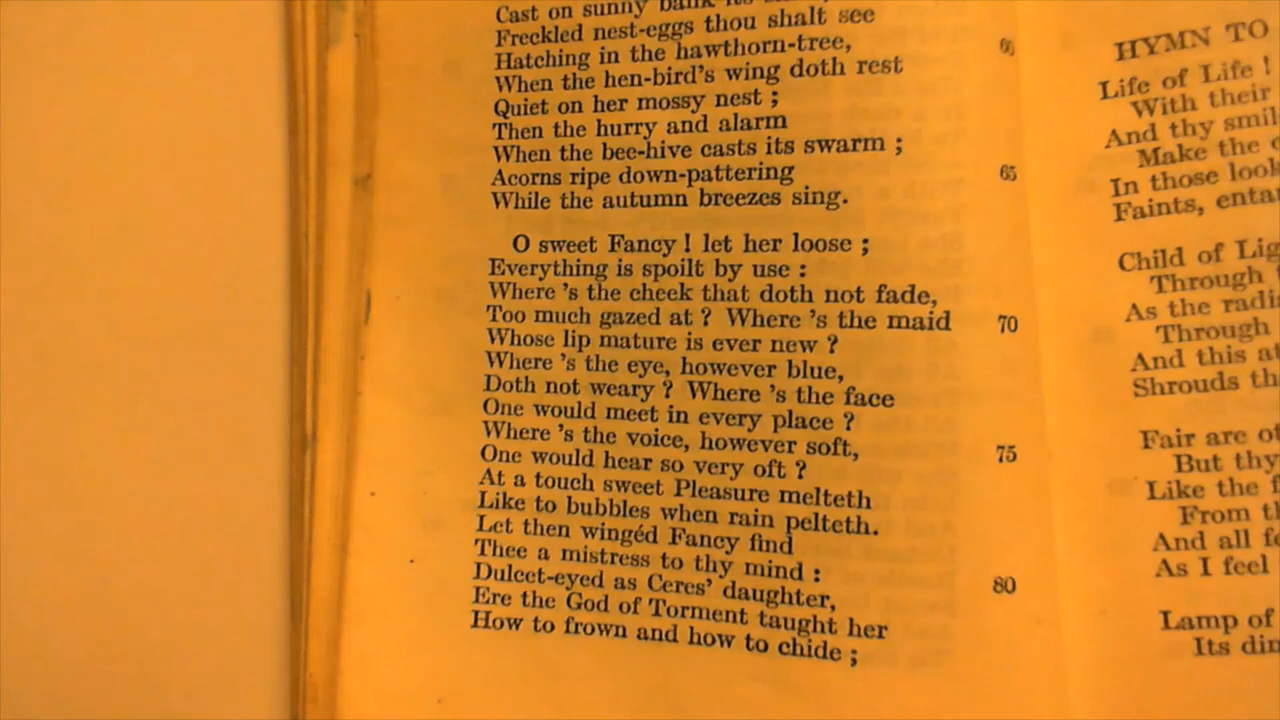 Cast on sunny bank its
Freckled nest-eggs thou shalt see
Hatching in the hawthorn-tree,
When the hen-bird's wing doth rest
Quiet on her mossy nest ;
Then the hurry and alarm
When the bee-hive casts its swarm ;
Acorns ripe down-pattering
65
While the autumn breezes sing.
O sweet Fancy ! let her loose ;
Everything is spoilt by use :
Where 's the cheek that doth not fade,
Too much gazed at ? Where 's the maid
70
Whose lip mature is ever new ?
Where 's the eye, however blue,
Doth not weary ? Where 's the face
One would meet in every place ?
Where 's the voice, however soft,
75
One would hear so very oft ?
At a touch sweet Pleasure melteth
Like to bubbles when rain pelteth.
Let then wingéd Fancy find
Thee a mistress to thy mind :
80
Dulcet-eyed as Ceres' daughter,
Ere the God of Torment taught her
How to frown and how to chide ;
HYMN TO
Life of Life !
With their
And thy smil
Make the
In those look
Faints, enta
Child of Lig
Through
As the radi
Through
And this at
Shrouds th
Fair are ot
But thy
Like the f
From th
And all fe
As I feel
Lamp of
Its din